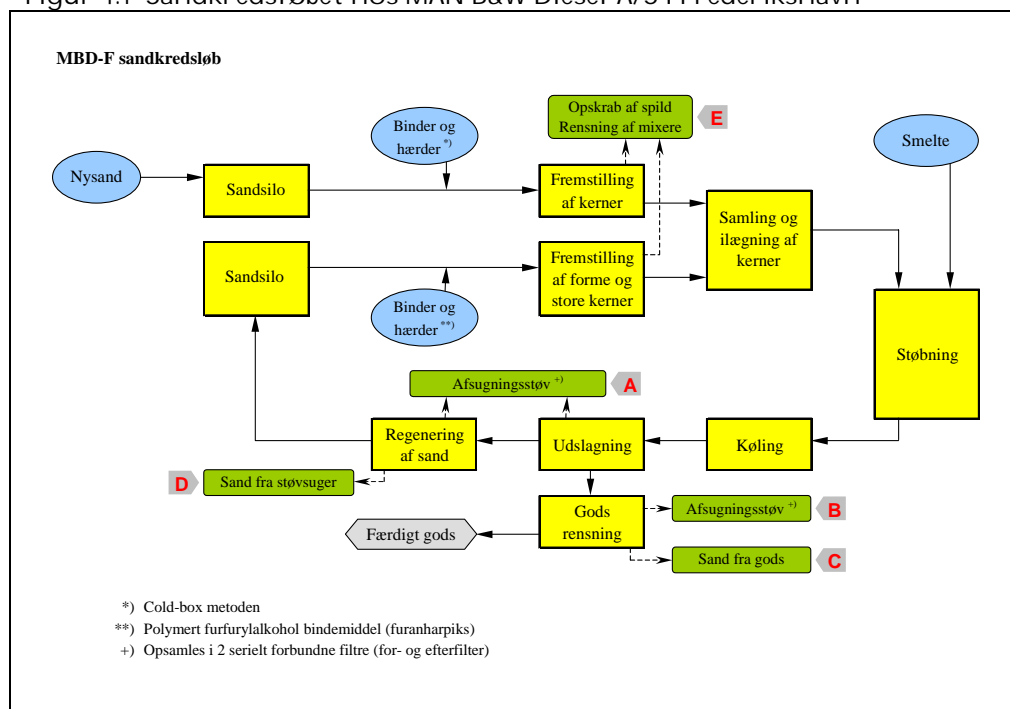 MBD-F sandkredsløb
Opskrab af spild
Rensning af mixere
E
Binder og
hærder *)
Smelte
Nysand
Sandsilo
Fremstilling
af kerner
Samling og
ilægning af
kerner
Sandsilo
Fremstilling
af forme og
store kerner
Binder og
hærder **)
Støbning
Afsugningsstøv +)
A
Regenering
af sand
Udslagning
Køling
D
Sand fra støvsuger
Gods
rensning
Afsugningsstøv +)
B
Færdigt gods
Sand fra gods
C
*) Cold-box metoden
**) Polymert furfurylalkohol bindemiddel (furanharpiks)
+) Opsamles i 2 serielt forbundne filtre (for- og efterfilter)